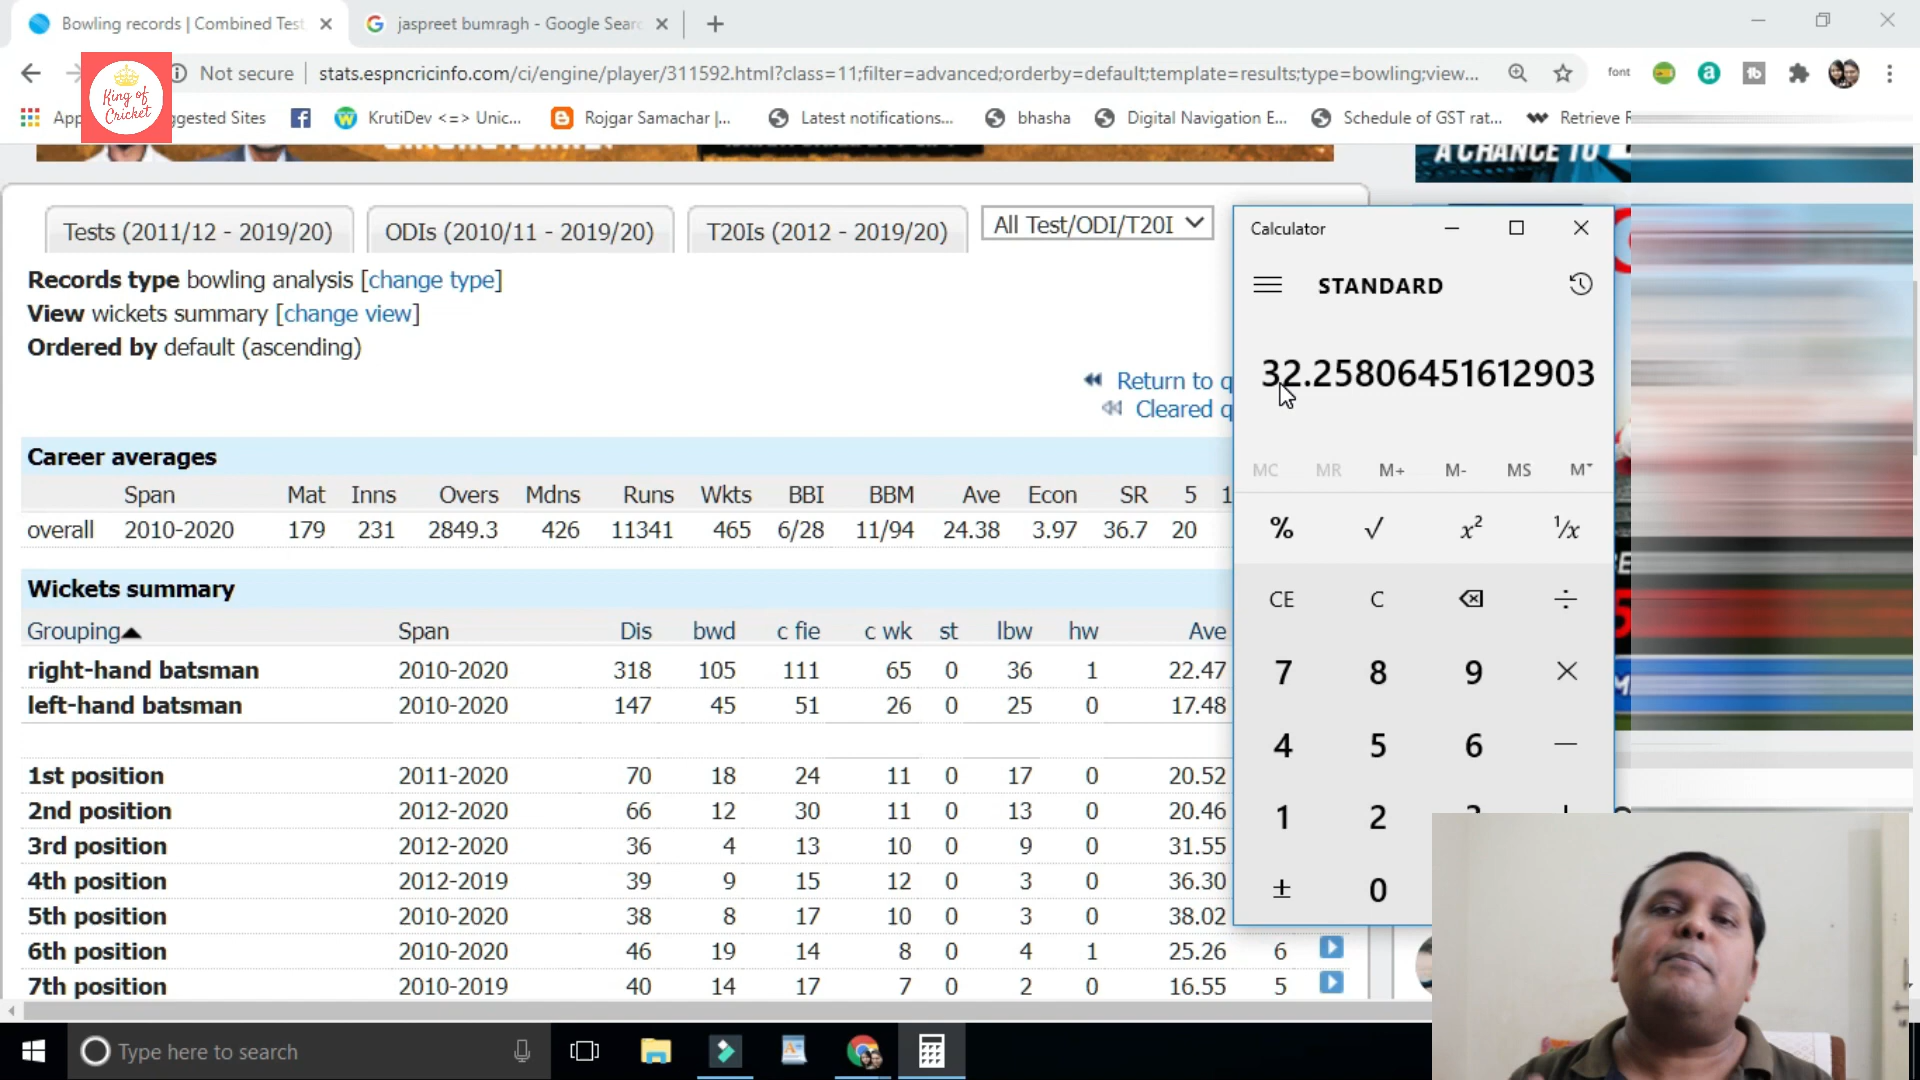 Bowling records | Combined Test
jaspreet bumragh - Google Searc
Not secure
stats.espncricinfo.com/ci/engine/player/311592.html?class=11;filter=advanced;orderby=default;template=results;type=bowling;view...
King of
Cricket
App
ggested Sites
KrutiDev <=> Unic...
Rojgar Samachar |...
Latest notifications...
bhasha
Digital Navigation E...
Schedule of GST rat...
Retrieve F
font
A CHANCE TO
Tests (2011/12 - 2019/20)
ODIs (2010/11 - 2019/20)
T20Is (2012 - 2019/20)
All Test/ODI/T20I
Records type bowling analysis [change type]
View wickets summary [change view]
Ordered by default (ascending)
Return to q
Cleared q
Career averages
Span Mat Inns Overs Mdns Runs Wkts BBI BBM Ave Econ SR 5 1
overall 2010-2020 179 231 2849.3 426 11341 465 6/28 11/94 24.38 3.97 36.7 20
Wickets summary
Grouping Span Dis bwd c fie c wk st lbw hw Ave
right-hand batsman 2010-2020 318 105 111 65 0 36 1 22.47
left-hand batsman 2010-2020 147 45 51 26 0 25 0 17.48
1st position 2011-2020 70 18 24 11 0 17 0 20.52
2nd position 2012-2020 66 12 30 11 0 13 0 20.46
3rd position 2012-2020 36 4 13 10 0 9 0 31.55
4th position 2012-2019 39 9 15 12 0 3 0 36.30
5th position 2010-2020 38 8 17 10 0 3 0 38.02
6th position 2010-2020 46 19 14 8 0 4 1 25.26 6
7th position 2010-2019 40 14 17 7 0 2 0 16.55 5
Calculator
STANDARD
32.25806451612903
MC MR M+ M- MS M˅
% √ x² ¹/x
CE C ÷
7 8 9 ×
4 5 6 −
1 2
± 0
Type here to search